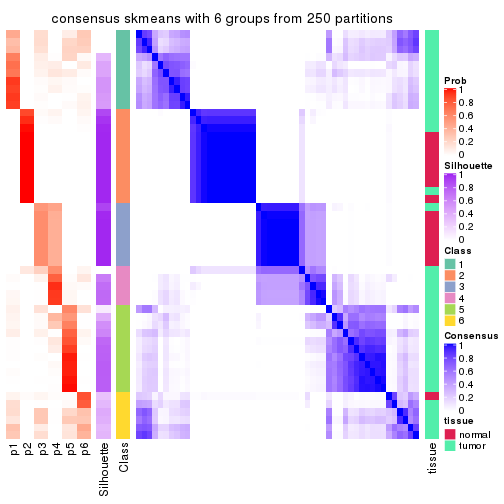 consensus skmeans with 6 groups from 250 partitions
Prob
1
0.8
0.6
0.4
0.2
0
Silhouette
1
0.8
0.6
0.4
0.2
0
Class
1
2
3
4
5
6
Consensus
1
0.8
0.6
0.4
0.2
0
tissue
normal
tumor
p1
p2
p3
p4
p5
p6
Silhouette
Class
tissue